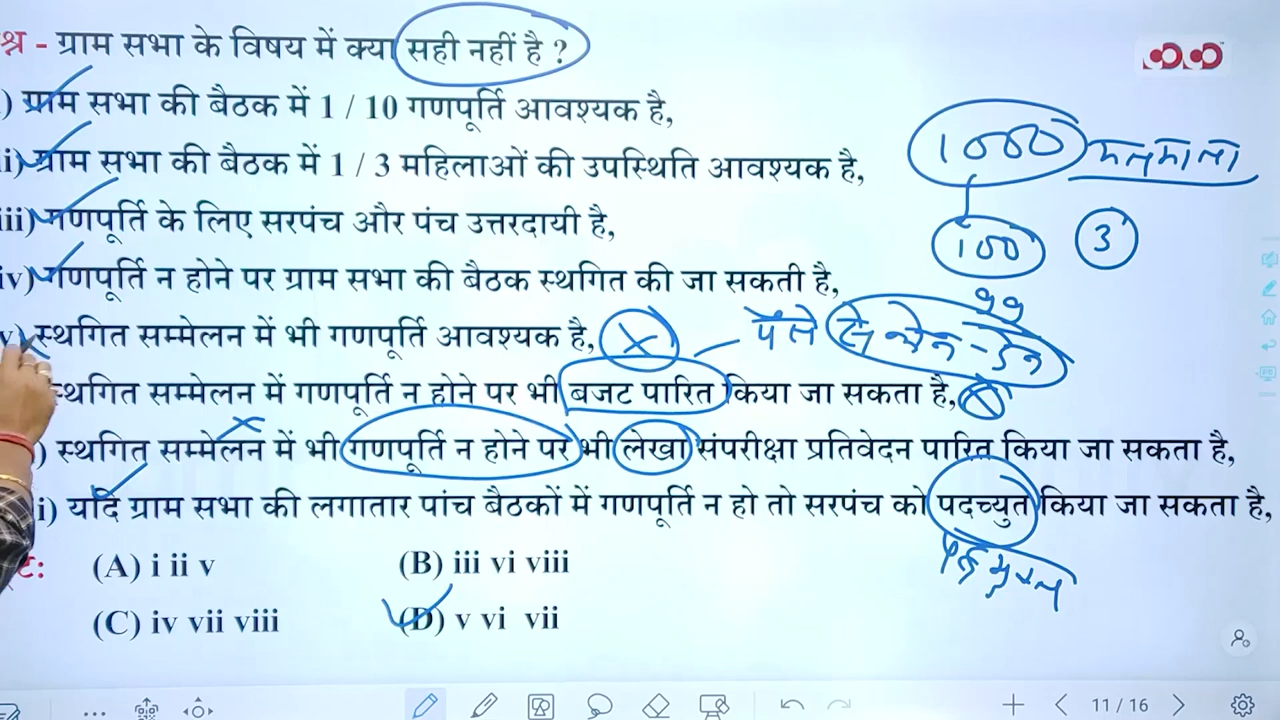 श्न - ग्राम सभा के विषय में क्या सही नहीं है ?
) ग्राम सभा की बैठक में 1 / 10 गणपूर्ति आवश्यक है,
ii) ग्राम सभा की बैठक में 1 / 3 महिलाओं की उपस्थिति आवश्यक है,
iii) गणपूर्ति के लिए सरपंच और पंच उत्तरदायी है,
iv) गणपूर्ति न होने पर ग्राम सभा की बैठक स्थगित की जा सकती है,
v) स्थगित सम्मेलन में भी गणपूर्ति आवश्यक है,
स्थगित सम्मेलन में गणपूर्ति न होने पर भी बजट पारित किया जा सकता है,
) स्थगित सम्मेलन में भी गणपूर्ति न होने पर भी लेखा संपरीक्षा प्रतिवेदन पारित किया जा सकता है,
i) यदि ग्राम सभा की लगातार पांच बैठकों में गणपूर्ति न हो तो सरपंच को पदच्युत किया जा सकता है,
ट:
(A) i ii v
(B) iii vi viii
(C) iv vii viii
(D) v vi vii
1000
100
3
11 / 16